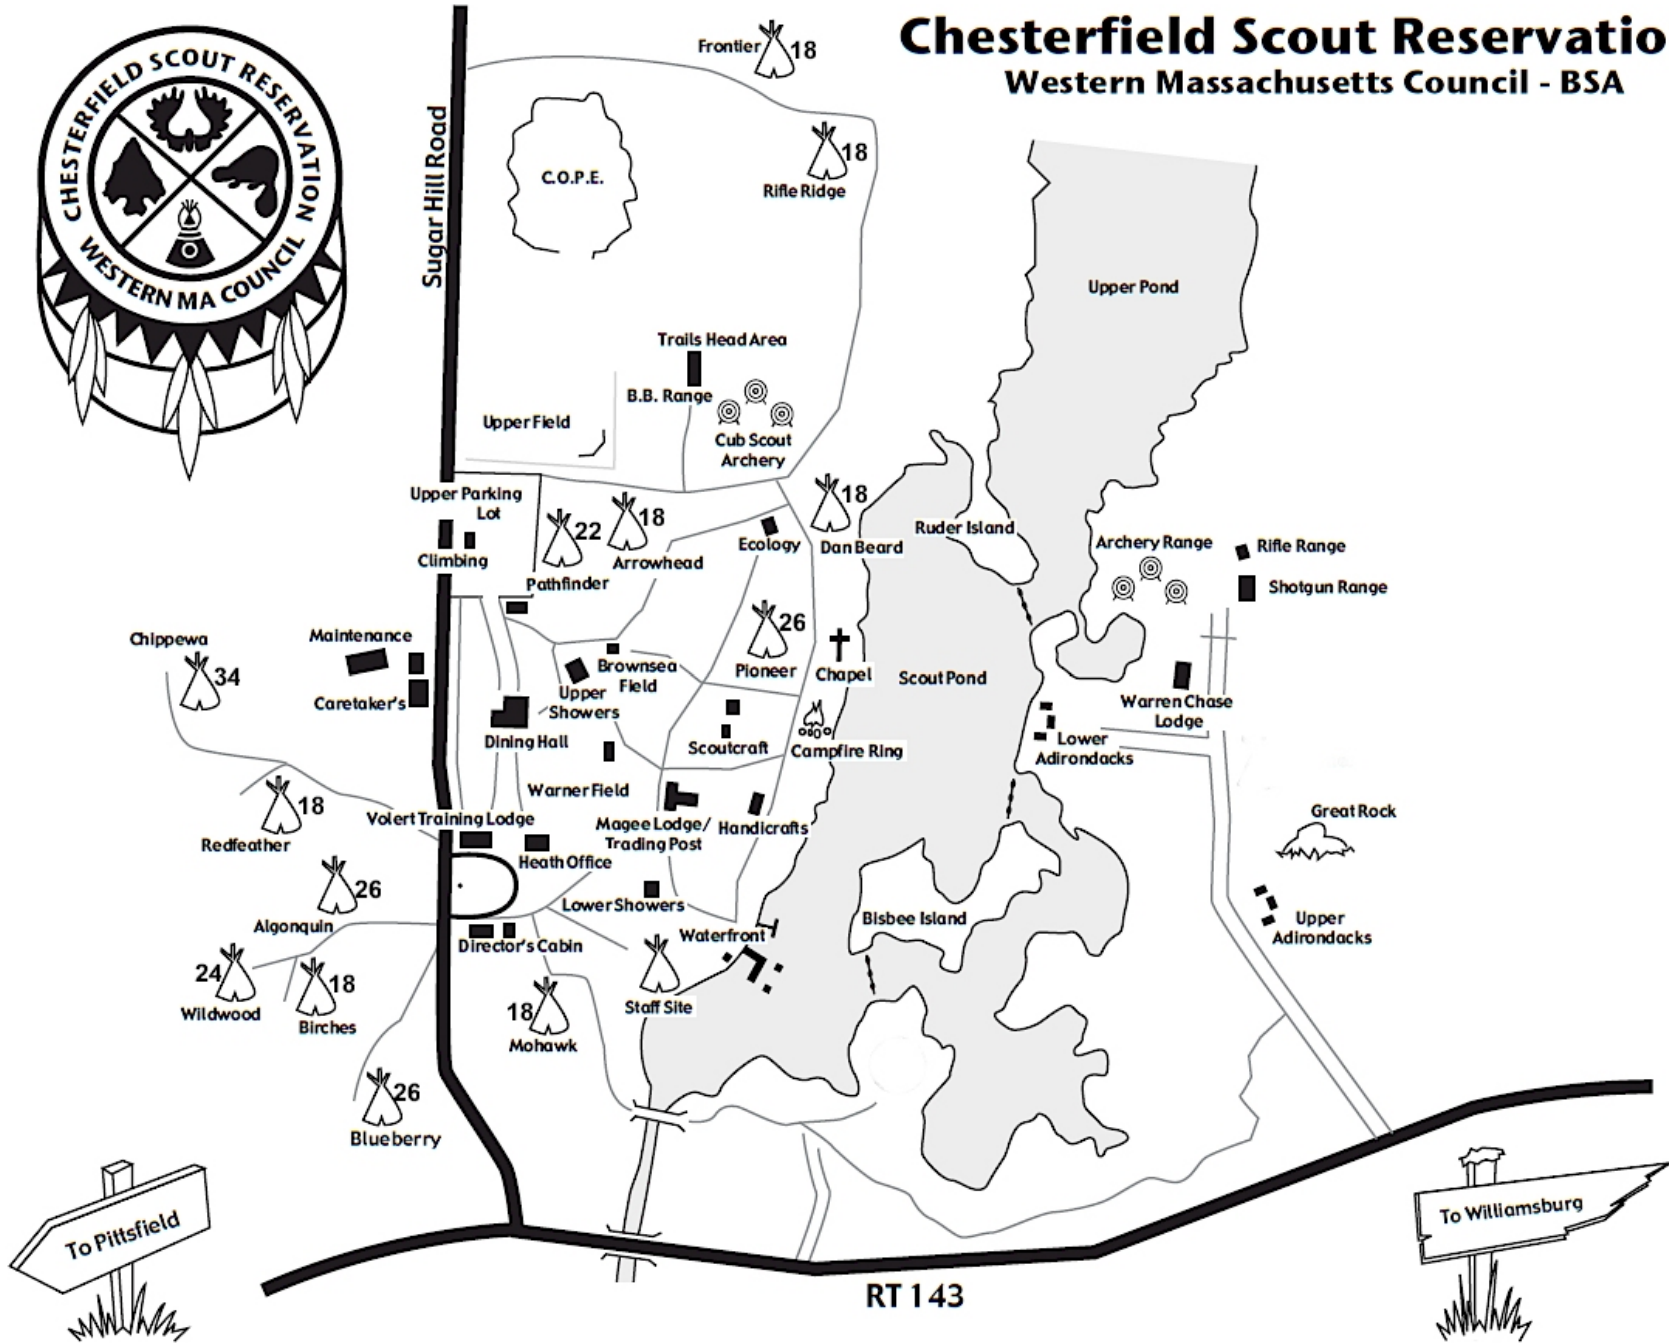 Chesterfield Scout Reservatio
Western Massachusetts Council - BSA
CHESTERFIELD SCOUT RESERVATION
WESTERN MA COUNCIL
Sugar Hill Road
Frontier 18
18
Rifle Ridge
C.O.P.E.
Upper Pond
Trails Head Area
B.B. Range
Upper Field
Cub Scout
Archery
Upper Parking
Lot
Climbing
22
Pathfinder
18
Arrowhead
Ecology
18
Dan Beard
Ruder Island
Archery Range
Rifle Range
Shotgun Range
Chippewa
34
Maintenance
Caretaker's
Brownsea
Field
Upper
Showers
26
Pioneer
Chapel
Scout Pond
Warren Chase
Lodge
Dining Hall
Scoutcraft
Campfire Ring
Lower
Adirondacks
Warner Field
18
Redfeather
Volert Training Lodge
Magee Lodge/
Trading Post
Handicrafts
Great Rock
Heath Office
26
Algonquin
Lower Showers
Bisbee Island
Upper
Adirondacks
Director's Cabin
Waterfront
24
Wildwood
18
Birches
18
Mohawk
Staff Site
26
Blueberry
To Pittsfield
To Williamsburg
RT 143